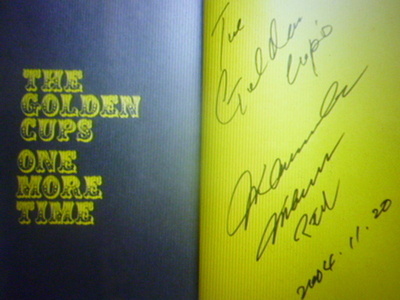 THE
GOLDEN
CUPS
ONE
MORE
TIME
The
Golden
Cups
2004.11.20